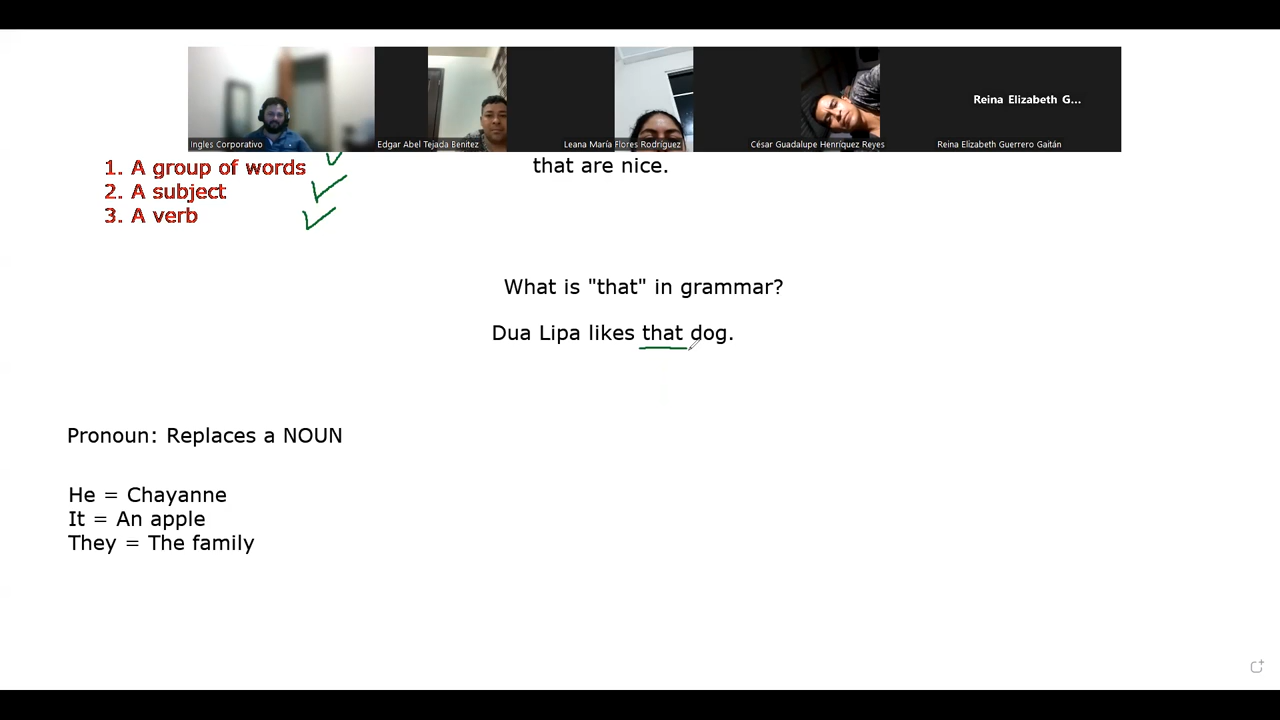 Ingles Corporativo
Edgar Abel Tejada Benitez
Leana María Flores Rodríguez
César Guadalupe Henríquez Reyes
Reina Elizabeth G...
Reina Elizabeth Guerrero Gaitán
1. A group of words
that are nice.
2. A subject
3. A verb
What is "that" in grammar?
Dua Lipa likes that dog.
Pronoun: Replaces a NOUN
He = Chayanne
It = An apple
They = The family